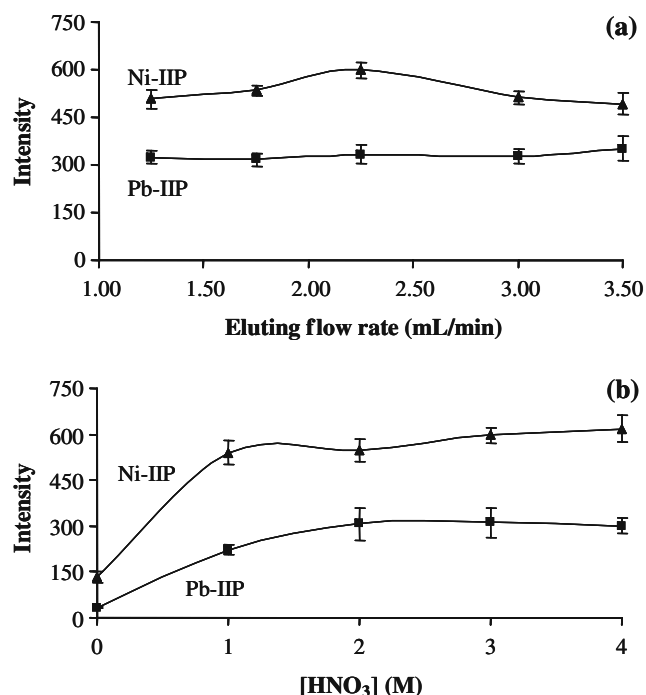 (a)
750
600
450
300
150
0
Intensity
Ni-IIP
Pb-IIP
1.00 1.50 2.00 2.50 3.00 3.50
Eluting flow rate (mL/min)
(b)
750
600
450
300
150
0
Intensity
Ni-IIP
Pb-IIP
0 1 2 3 4
[HNO₃] (M)